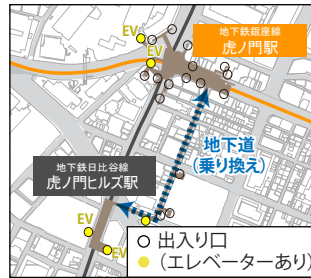 EV
地下鉄銀座線
虎ノ門駅
EV
地下道
(乗り換え)
地下鉄日比谷線
虎ノ門ヒルズ駅
EV
EV
出入り口
(エレベーターあり)